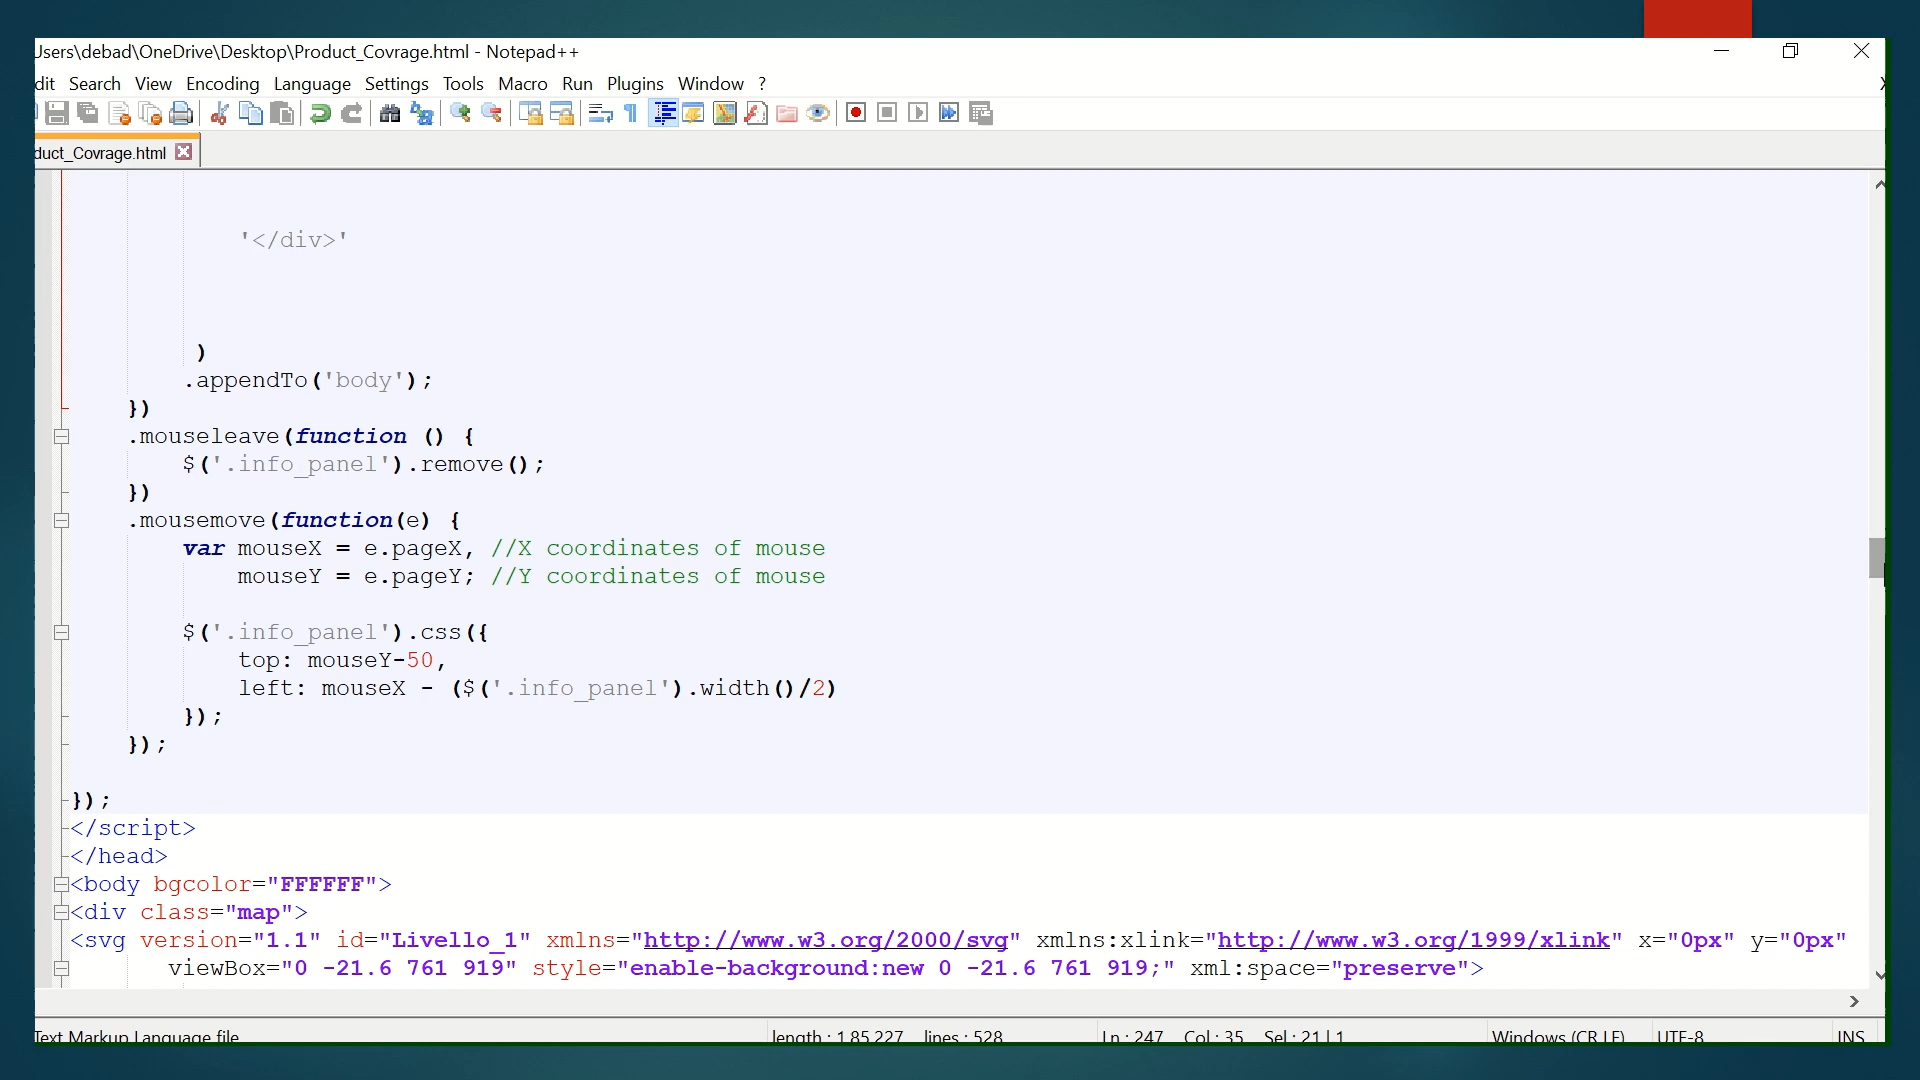 Jsers\debad\OneDrive\Desktop\Product_Covrage.html - Notepad++
dit Search View Encoding Language Settings Tools Macro Run Plugins Window ?
duct_Covrage.html
'</div>'
)
.appendTo('body');
})
.mouseleave(function () {
$('.info_panel').remove();
})
.mousemove(function(e) {
var mouseX = e.pageX, //X coordinates of mouse
mouseY = e.pageY; //Y coordinates of mouse
$('.info_panel').css({
top: mouseY-50,
left: mouseX - ($('.info_panel').width()/2)
});
});
});
</script>
</head>
<body bgcolor="FFFFFF">
<div class="map">
<svg version="1.1" id="Livello_1" xmlns="http://www.w3.org/2000/svg" xmlns:xlink="http://www.w3.org/1999/xlink" x="0px" y="0px"
viewBox="0 -21.6 761 919" style="enable-background:new 0 -21.6 761 919;" xml:space="preserve">
Text Markup Language file length : 1,85,227 lines : 528 Ln : 247 Col : 35 Sel : 21 | 1 Windows (CR LF) UTF-8 INS